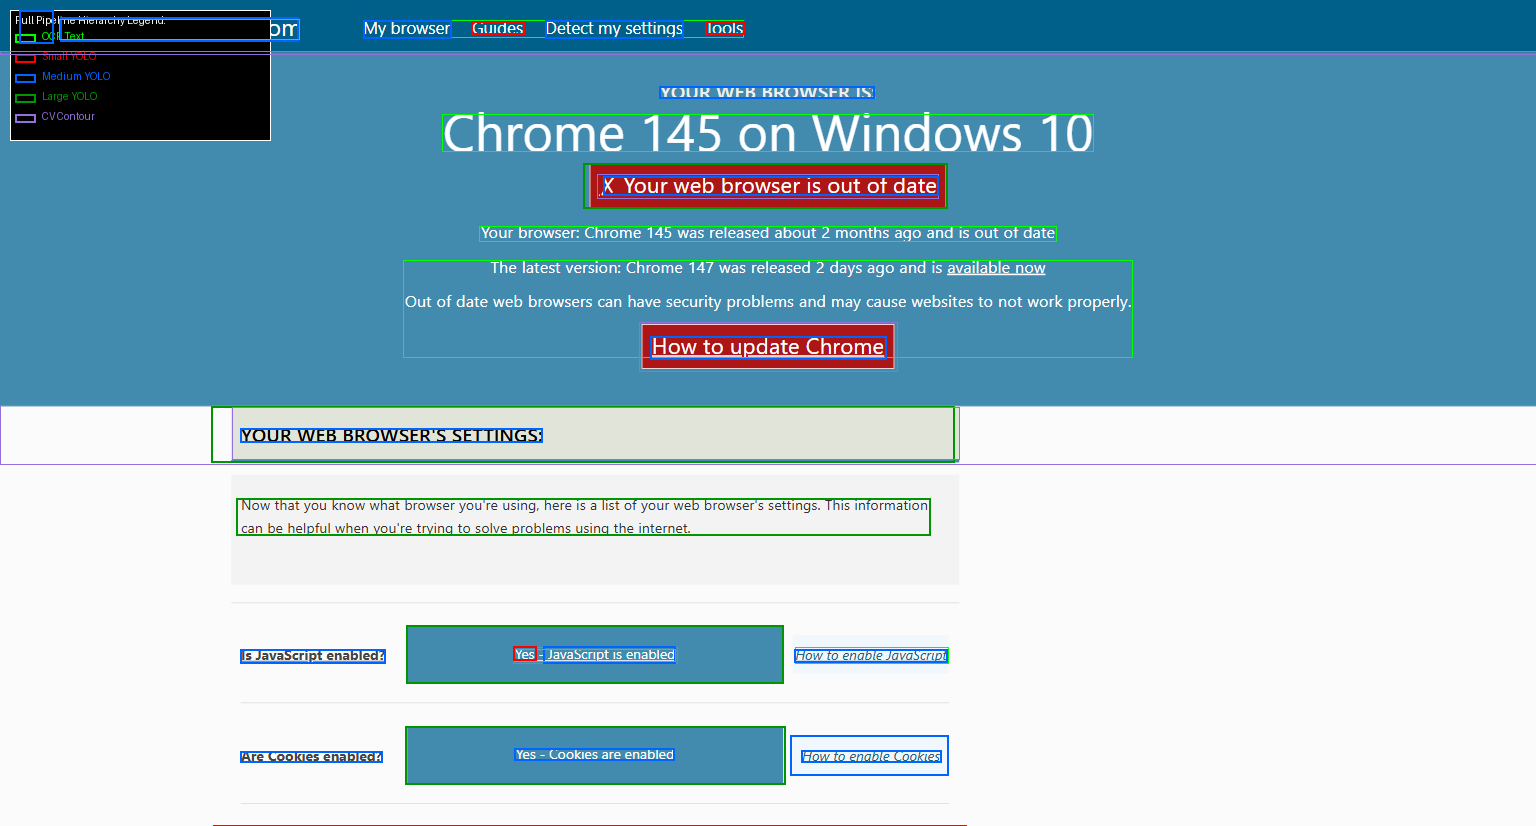 Full Pipeline Hierarchy Legend:
OCR Text
Small YOLO
Medium YOLO
Large YOLO
CV Contour
om
My browser Guides Detect my settings Tools
YOUR WEB BROWSER IS:
Chrome 145 on Windows 10
X Your web browser is out of date
Your browser: Chrome 145 was released about 2 months ago and is out of date
The latest version: Chrome 147 was released 2 days ago and is available now
Out of date web browsers can have security problems and may cause websites to not work properly.
How to update Chrome
YOUR WEB BROWSER'S SETTINGS:
Now that you know what browser you're using, here is a list of your web browser's settings. This information
can be helpful when you're trying to solve problems using the internet.
Is JavaScript enabled? Yes - JavaScript is enabled How to enable JavaScript
Are Cookies enabled? Yes - Cookies are enabled How to enable Cookies